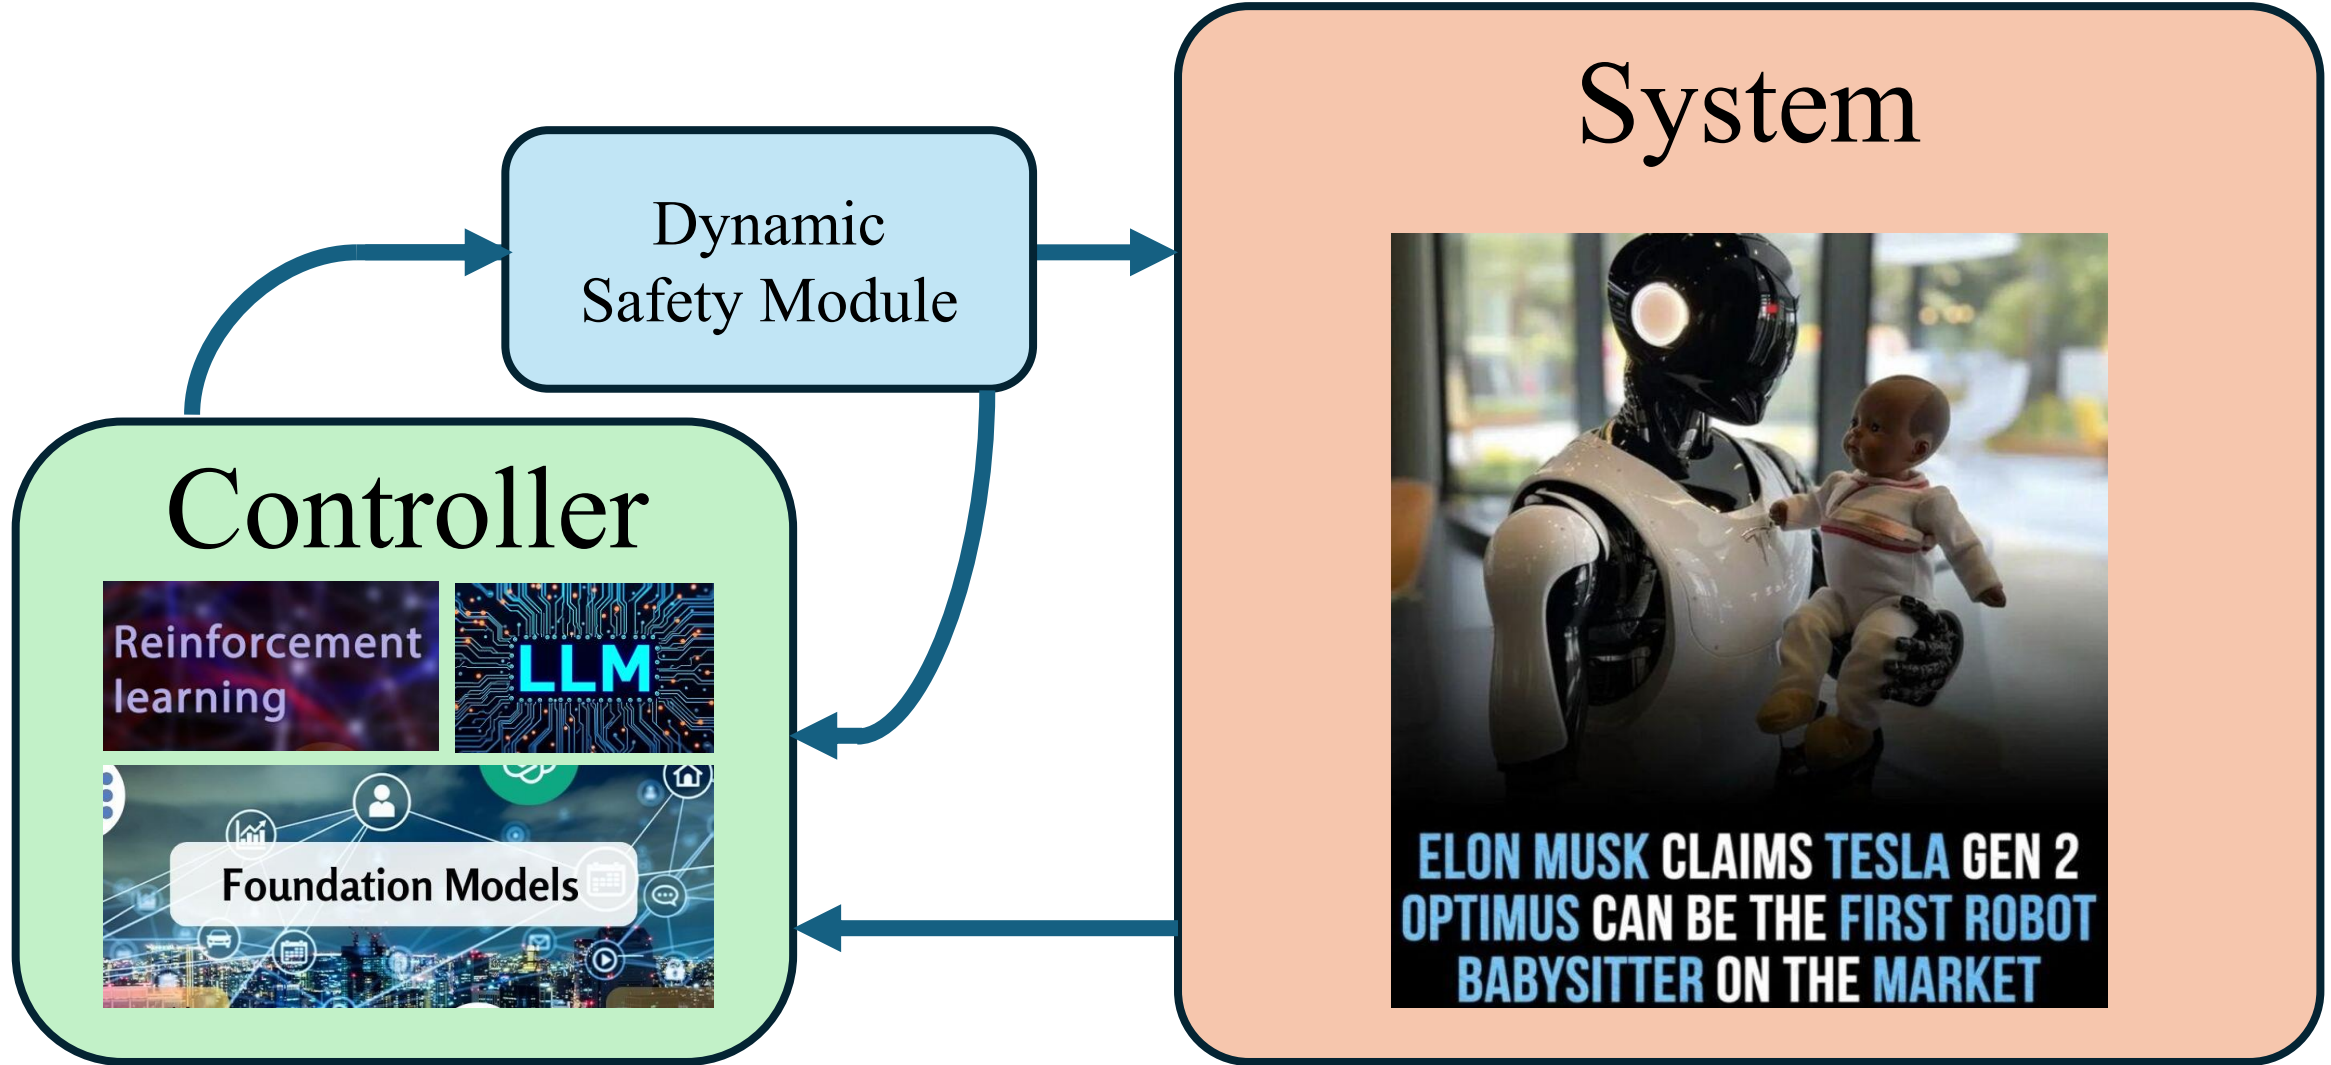 System
Dynamic
Safety Module
Controller
Reinforcement
learning
LLM
Foundation Models
TESLA
ELON MUSK CLAIMS TESLA GEN 2
OPTIMUS CAN BE THE FIRST ROBOT
BABYSITTER ON THE MARKET